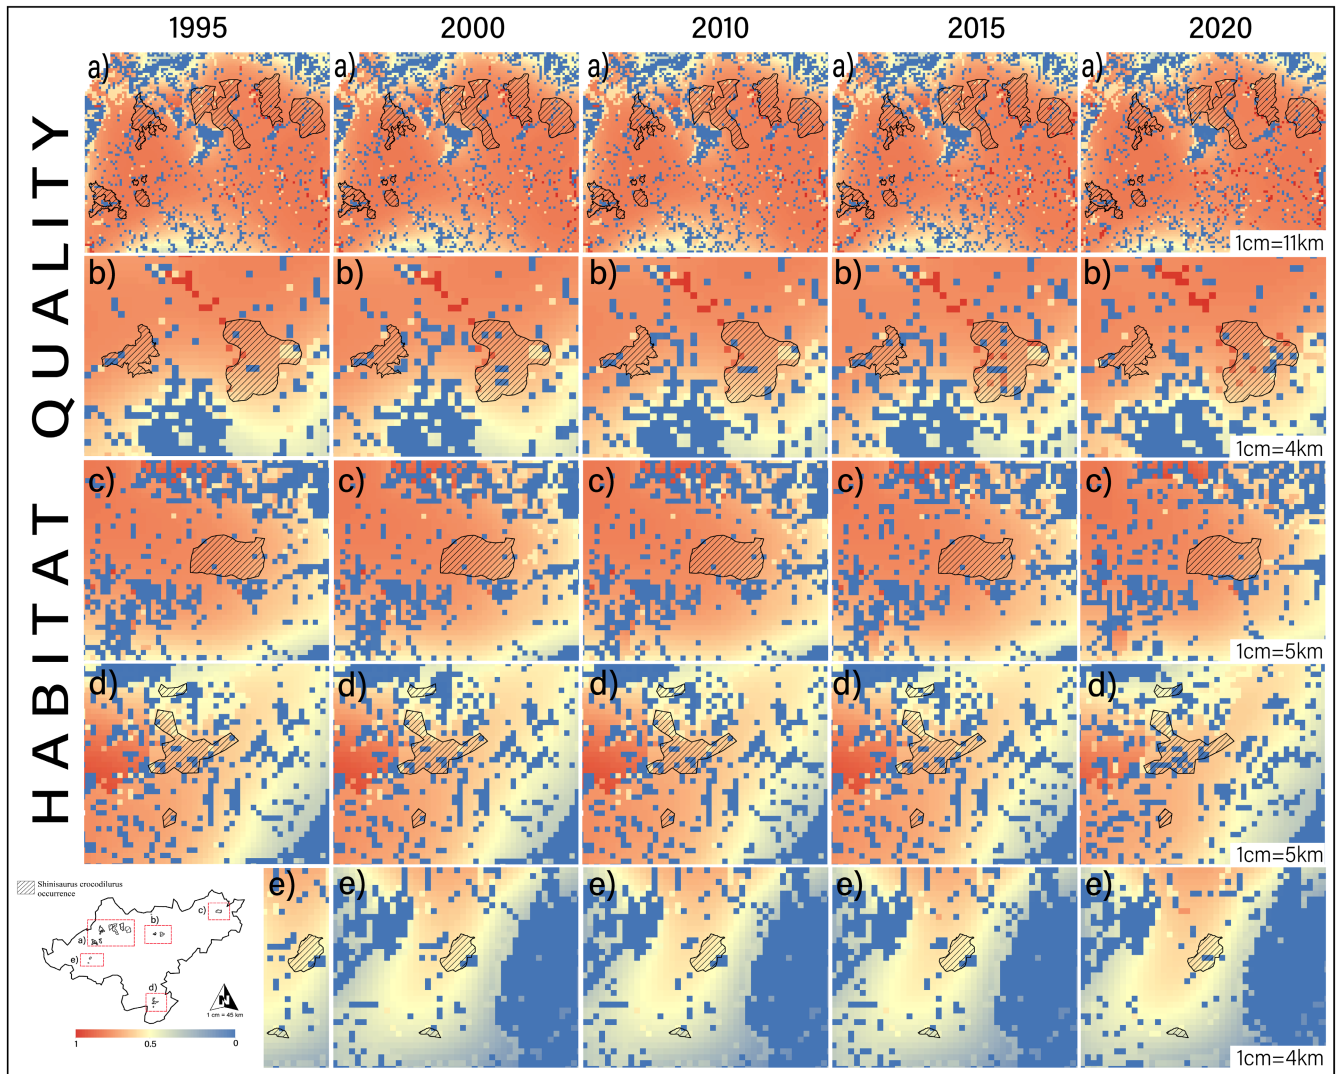 1995 2000 2010 2015 2020
HABITAT QUALITY
a) a) a) a) a)
1cm=11km
b) b) b) b) b)
1cm=4km
c) c) c) c) c)
1cm=5km
d) d) d) d) d)
1cm=5km
e) e) e) e) e)
1cm=4km
Shinisaurus crocodilurus
occurrence
c)
b)
a)
e)
d)
N
1 cm = 45 km
1 0.5 0